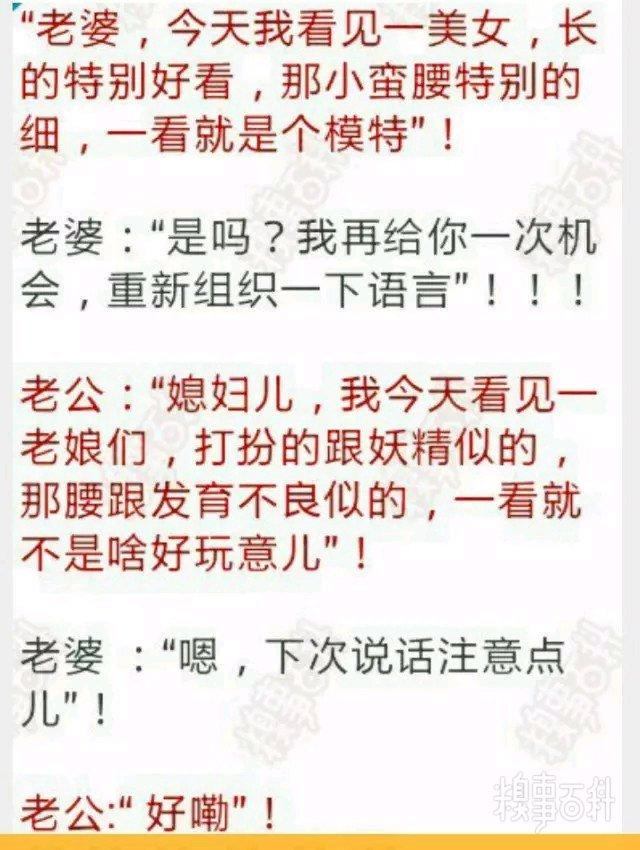 “老婆，今天我看见一美女，长
的特别好看，那小蛮腰特别的
细，一看就是个模特”！
老婆：“是吗？我再给你一次机
会，重新组织一下语言”！！！
老公：“媳妇儿，我今天看见一
老娘们，打扮的跟妖精似的，
那腰跟发育不良似的，一看就
不是啥好玩意儿”！
老婆 ：“嗯，下次说话注意点
儿”！
老公:“ 好嘞”！
糗事百科